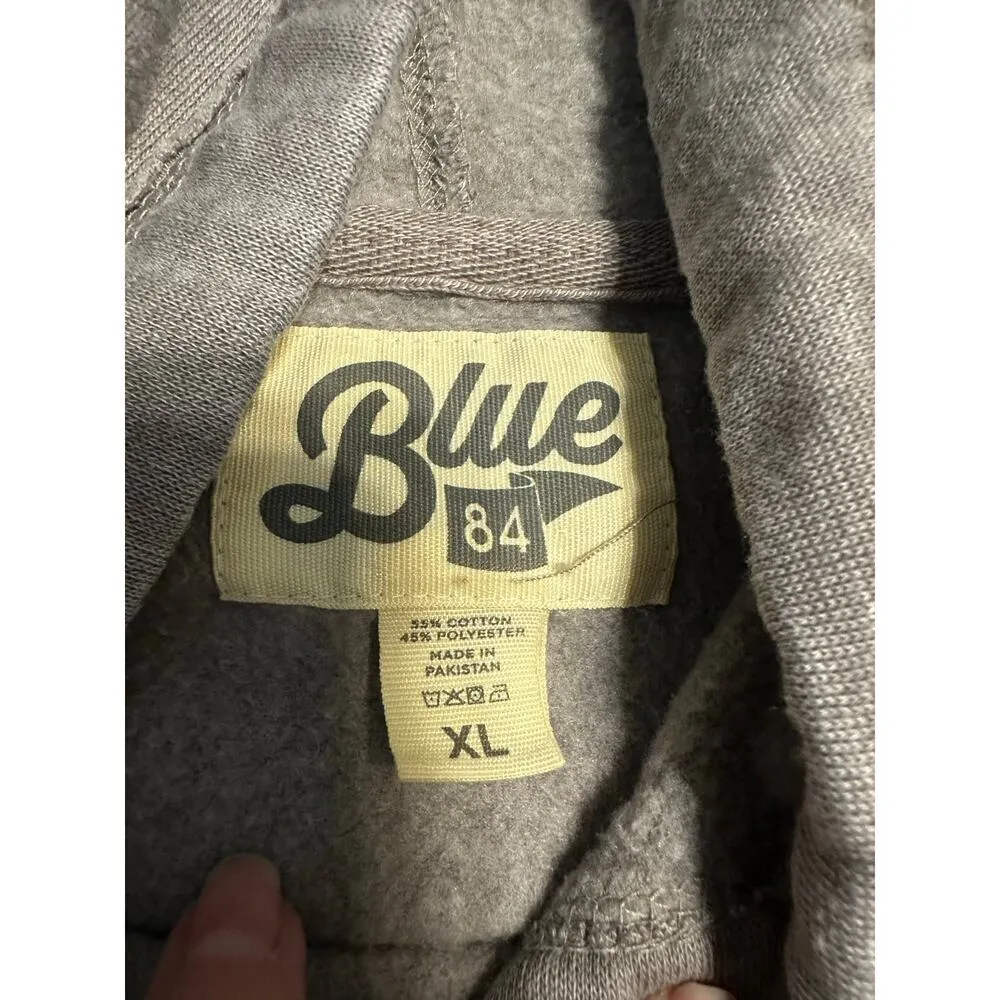 Blue
84
55% COTTON
45% POLYESTER
MADE IN
PAKISTAN
XL